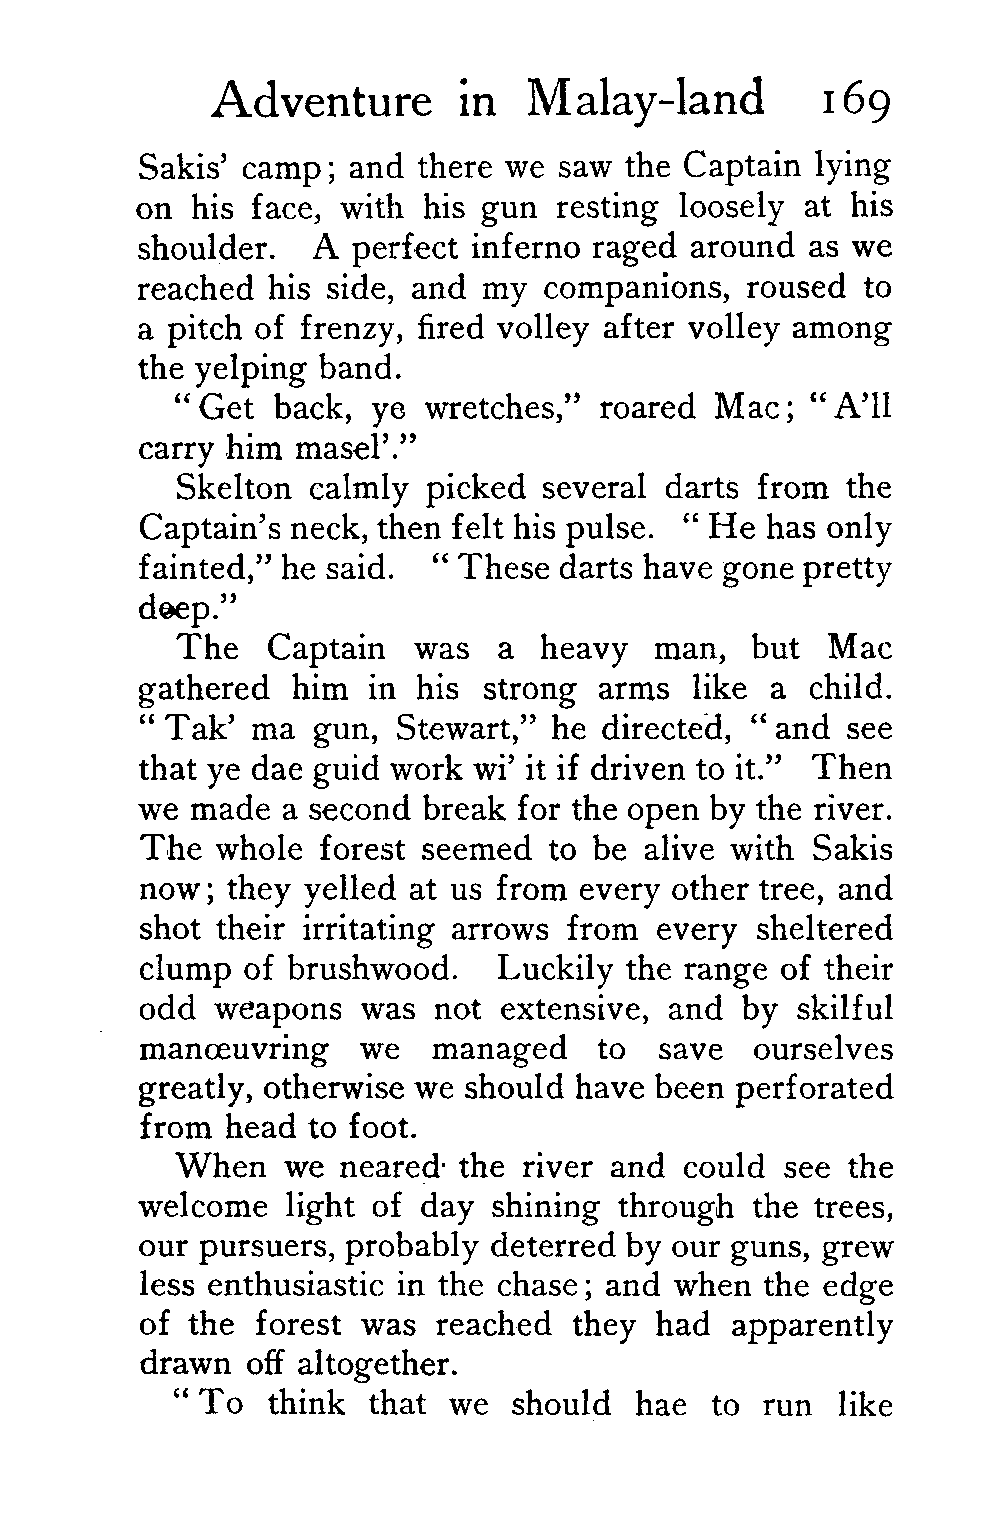 Adventure in Malay-land 169
Sakis’ camp; and there we saw the Captain lying
on his face, with his gun resting loosely at his
shoulder. A perfect inferno raged around as we
reached his side, and my companions, roused to
a pitch of frenzy, fired volley after volley among
the yelping band.
“Get back, ye wretches,” roared Mac; “A’ll
carry him masel’.”
Skelton calmly picked several darts from the
Captain’s neck, then felt his pulse. “He has only
fainted,” he said. “These darts have gone pretty
deep.”
The Captain was a heavy man, but Mac
gathered him in his strong arms like a child.
“Tak’ ma gun, Stewart,” he directed, “and see
that ye dae guid work wi’ it if driven to it.” Then
we made a second break for the open by the river.
The whole forest seemed to be alive with Sakis
now; they yelled at us from every other tree, and
shot their irritating arrows from every sheltered
clump of brushwood. Luckily the range of their
odd weapons was not extensive, and by skilful
manœuvring we managed to save ourselves
greatly, otherwise we should have been perforated
from head to foot.
When we neared the river and could see the
welcome light of day shining through the trees,
our pursuers, probably deterred by our guns, grew
less enthusiastic in the chase; and when the edge
of the forest was reached they had apparently
drawn off altogether.
“To think that we should hae to run like